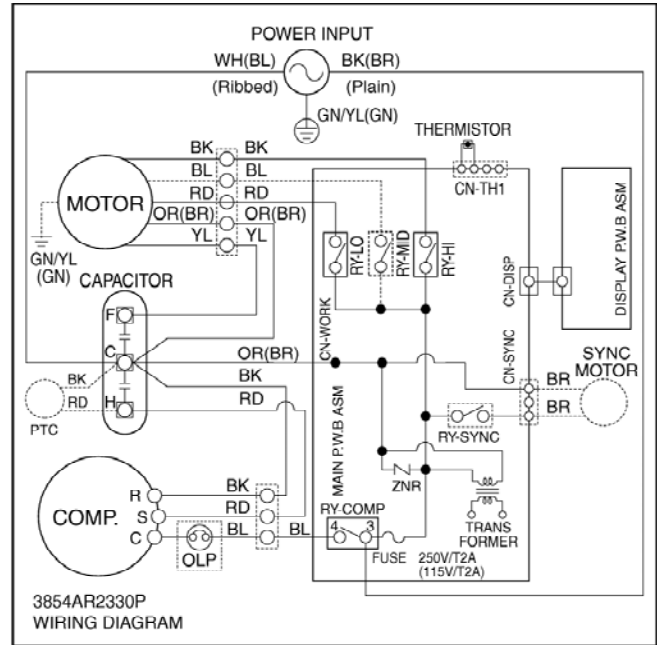 POWER INPUT
WH(BL) BK(BR)
(Ribbed) (Plain)
GN/YL(GN)
THERMISTOR
CN-TH1
BK BK
BL BL
RD RD
OR(BR) OR(BR)
YL YL
MOTOR
GN/YL
(GN)
CAPACITOR
F
C
H
BK
RD
PTC
RY-LO
RY-MID
RY-HI
CN-DISP
DISPLAY P.W.B ASM
CN-WORK
CN-SYNC
SYNC
MOTOR
BR
BR
OR(BR)
BK
RD
MAIN P.W.B ASM
RY-SYNC
ZNR
TRANS
FORMER
COMP.
R
S
C
BK
RD
BL BL
OLP
RY-COMP
4 3
FUSE 250V/T2A
(115V/T2A)
3854AR2330P
WIRING DIAGRAM